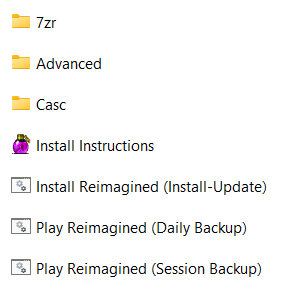 7zr
Advanced
Casc
Install Instructions
Install Reimagined (Install-Update)
Play Reimagined (Daily Backup)
Play Reimagined (Session Backup)